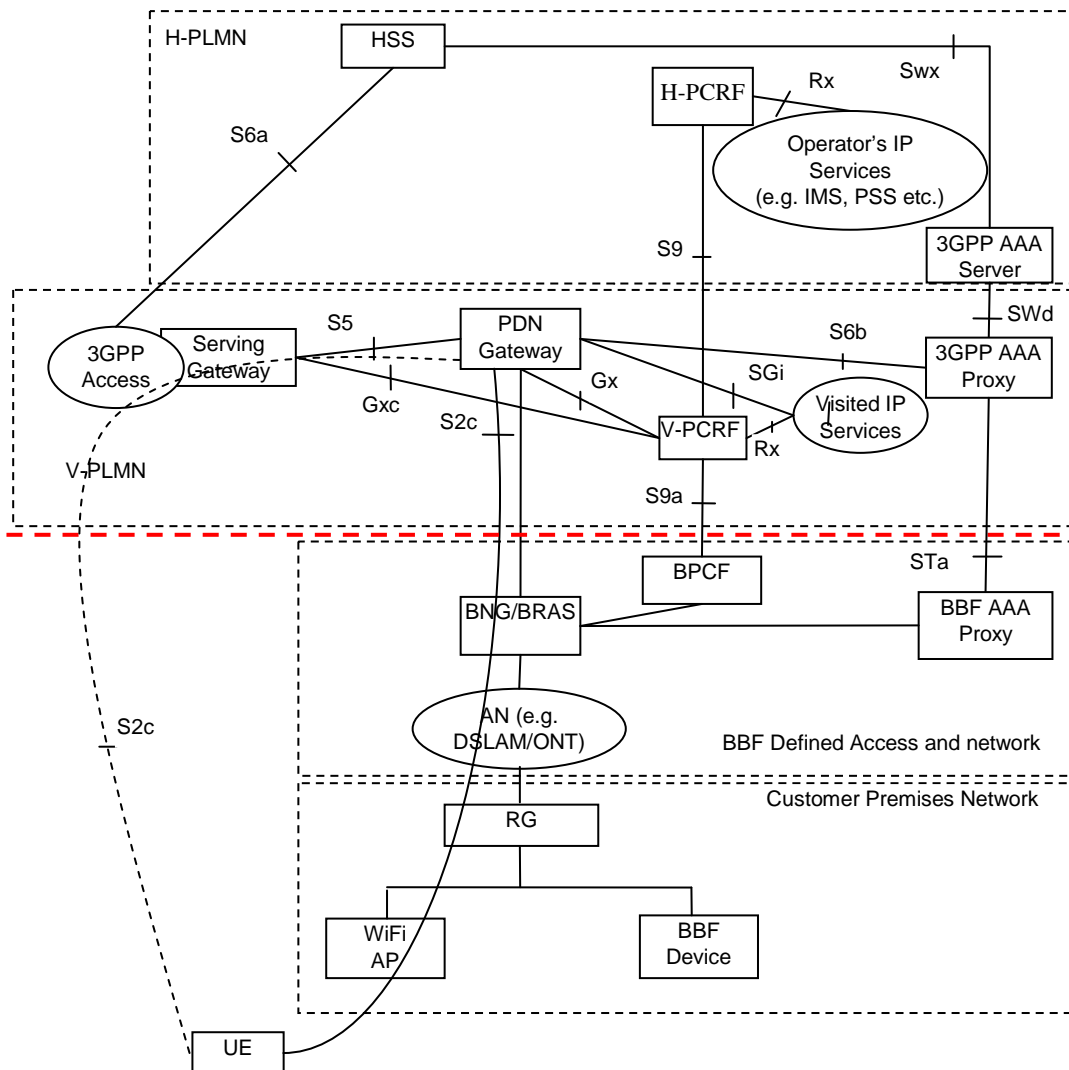 H-PLMN
HSS
Swx
H-PCRF
Rx
S6a
Operator's IP
Services
(e.g. IMS, PSS etc.)
S9
3GPP AAA
Server
SWd
S5
PDN
Gateway
S6b
3GPP
Access
Serving
Gateway
3GPP AAA
Proxy
Gxc
Gx
SGi
S2c
V-PCRF
Rx
Visited IP
Services
V-PLMN
S9a
BPCF
STa
BNG/BRAS
BBF AAA
Proxy
AN (e.g.
DSLAM/ONT)
S2c
BBF Defined Access and network
Customer Premises Network
RG
WiFi
AP
BBF
Device
UE